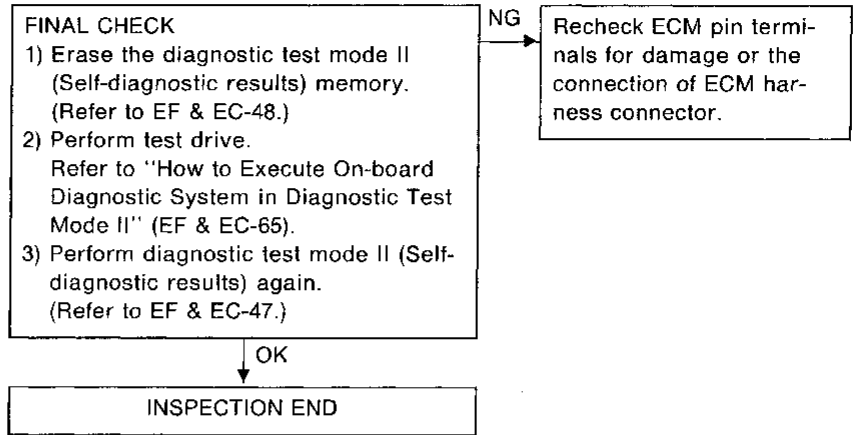 FINAL CHECK
1) Erase the diagnostic test mode II
(Self-diagnostic results) memory.
(Refer to EF & EC-48.)
2) Perform test drive.
Refer to "How to Execute On-board
Diagnostic System in Diagnostic Test
Mode II" (EF & EC-65).
3) Perform diagnostic test mode II (Self-
diagnostic results) again.
(Refer to EF & EC-47.)
NG
Recheck ECM pin termi-
nals for damage or the
connection of ECM har-
ness connector.
OK
INSPECTION END